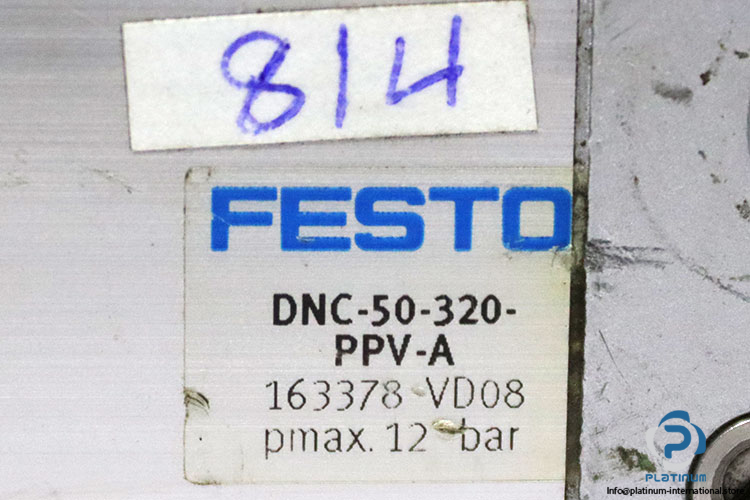 814
FESTO
DNC-50-320-
PPV-A
163378 VD08
pmax. 12 bar
PLATINUM
Info@platinum-international.store